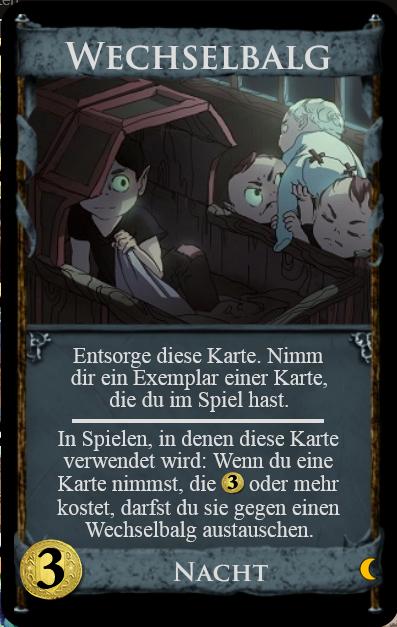 WECHSELBALG
Entsorge diese Karte. Nimm
dir ein Exemplar einer Karte,
die du im Spiel hast.
In Spielen, in denen diese Karte
verwendet wird: Wenn du eine
Karte nimmst, die 3 oder mehr
kostet, darfst du sie gegen einen
Wechselbalg austauschen.
3 NACHT